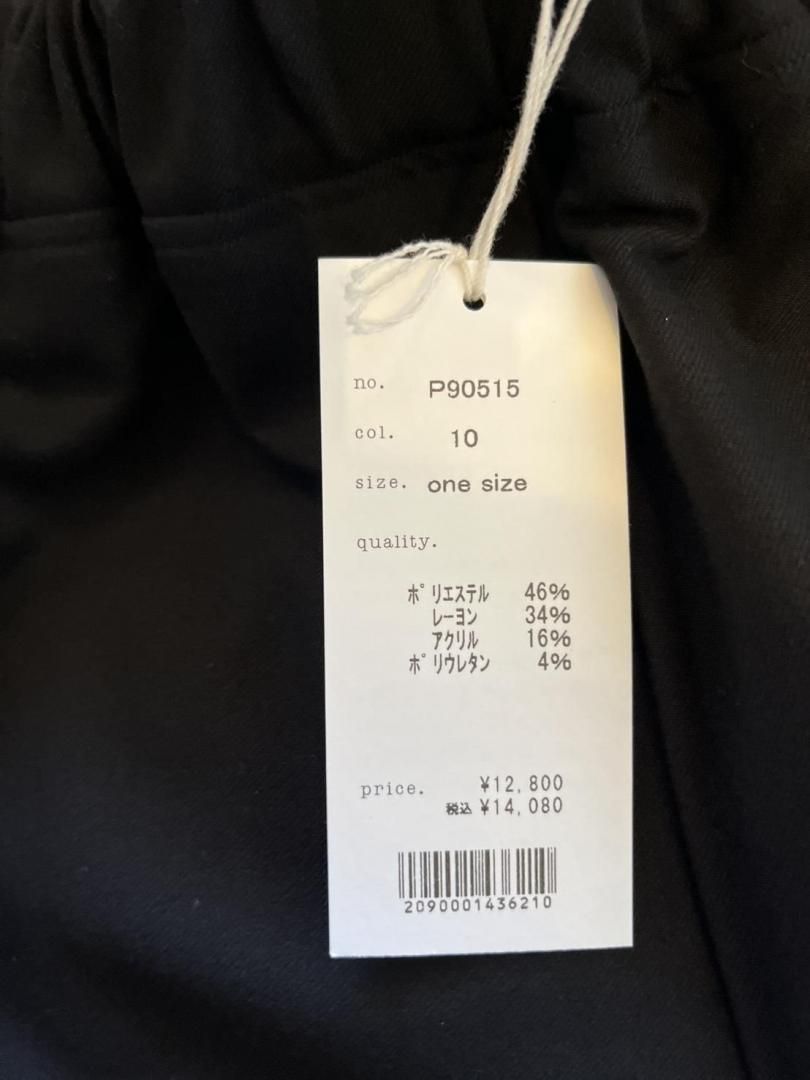 no. P90515
col. 10
size. one size
quality.
ポリエステル 46%
レーヨン 34%
アクリル 16%
ポリウレタン 4%
price. ¥12,800
税込 ¥14,080
2090001436210